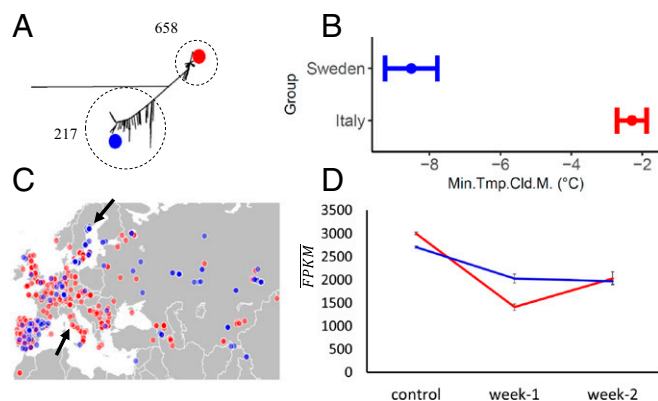 A
658
217
B
Group
Sweden
Italy
−8
−6
−4
−2
Min.Tmp.Cld.M. (°C)
C
D
FPKM
3500
3000
2500
2000
1500
1000
500
0
control
week-1
week-2